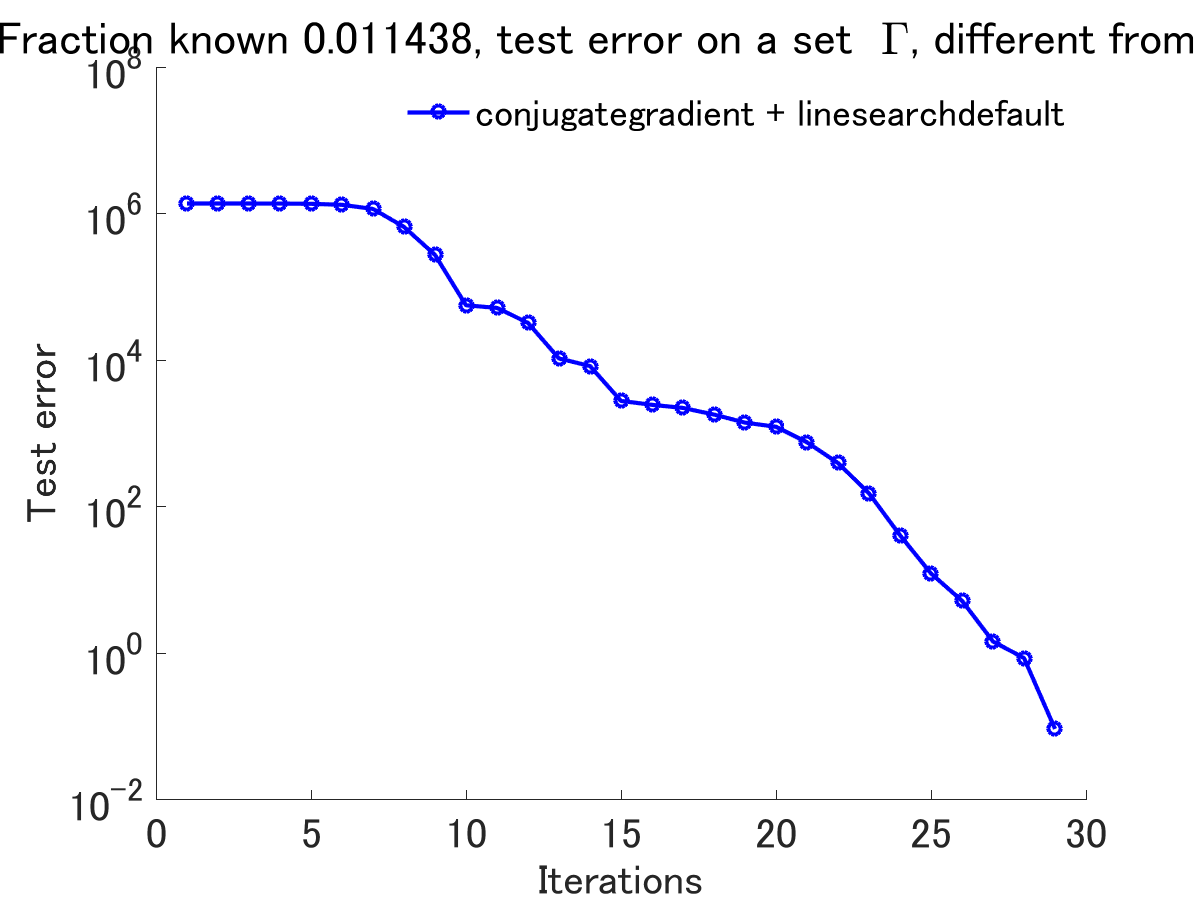 Fraction known 0.011438, test error on a set Γ, different from
conjugategradient + linesearchdefault
Test error
10^8
10^6
10^4
10^2
10^0
10^-2
0 5 10 15 20 25 30
Iterations